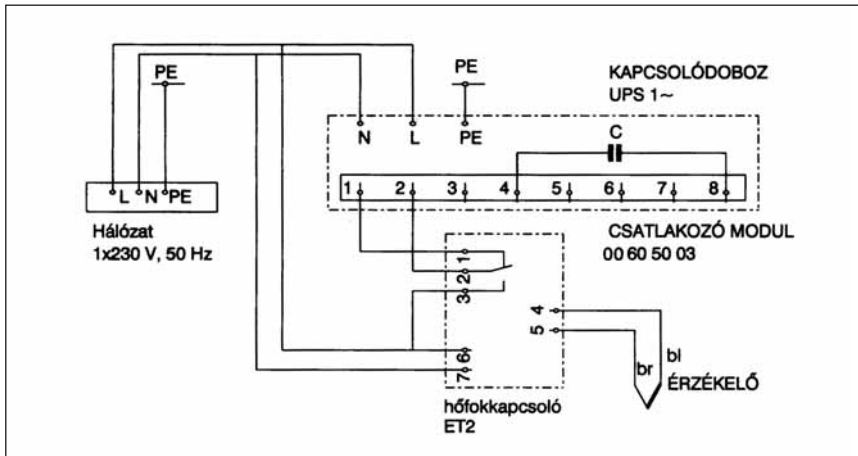 PE
PE
KAPCSOLÓDOBOZ
UPS 1~
N L PE
C
L N PE
1 2 3 4 5 6 7 8
Hálózat
1x230 V, 50 Hz
CSATLAKOZÓ MODUL
00 60 50 03
1
2
3
4
5
6
7
br
bl
ÉRZÉKELŐ
hőfokkapcsoló
ET2